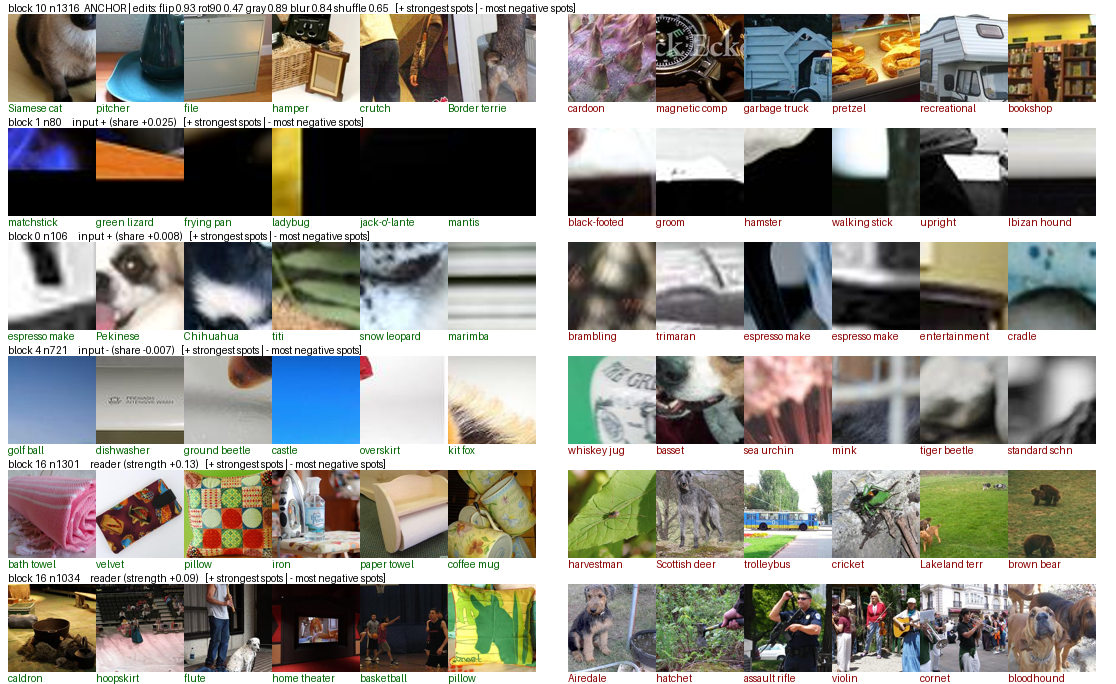 block 10 n1316 ANCHOR | edits: flip 0.93 rot90 0.47 gray 0.89 blur 0.84 shuffle 0.65 [+ strongest spots | - most negative spots]
Siamese cat pitcher file hamper crutch Border terrie cardoon magnetic comp garbage truck pretzel recreational bookshop
block 1 n80 input + (share +0.025) [+ strongest spots | - most negative spots]
matchstick green lizard frying pan ladybug jack-o'-lante mantis black-footed groom hamster walking stick upright Ibizan hound
block 0 n106 input + (share +0.008) [+ strongest spots | - most negative spots]
espresso make Pekinese Chihuahua titi snow leopard marimba brambling trimaran espresso make espresso make entertainment cradle
block 4 n721 input - (share -0.007) [+ strongest spots | - most negative spots]
golf ball dishwasher ground beetle castle overskirt kit fox whiskey jug basset sea urchin mink tiger beetle standard schn
block 16 n1301 reader (strength +0.13) [+ strongest spots | - most negative spots]
bath towel velvet pillow iron paper towel coffee mug harvestman Scottish deer trolleybus cricket Lakeland terr brown bear
block 16 n1034 reader (strength +0.09) [+ strongest spots | - most negative spots]
caldron hoopskirt flute home theater basketball pillow Airedale hatchet assault rifle violin cornet bloodhound